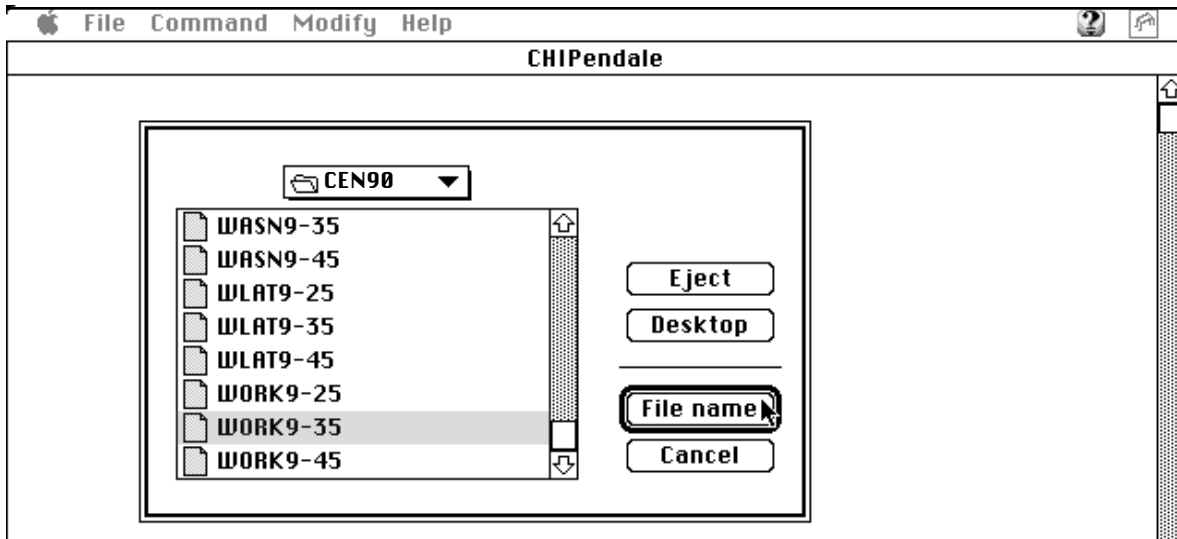 File Command Modify Help
CHIPendale
CEN90
WASN9-35
WASN9-45
WLAT9-25
WLAT9-35
WLAT9-45
WORK9-25
WORK9-35
WORK9-45
Eject
Desktop
File name
Cancel